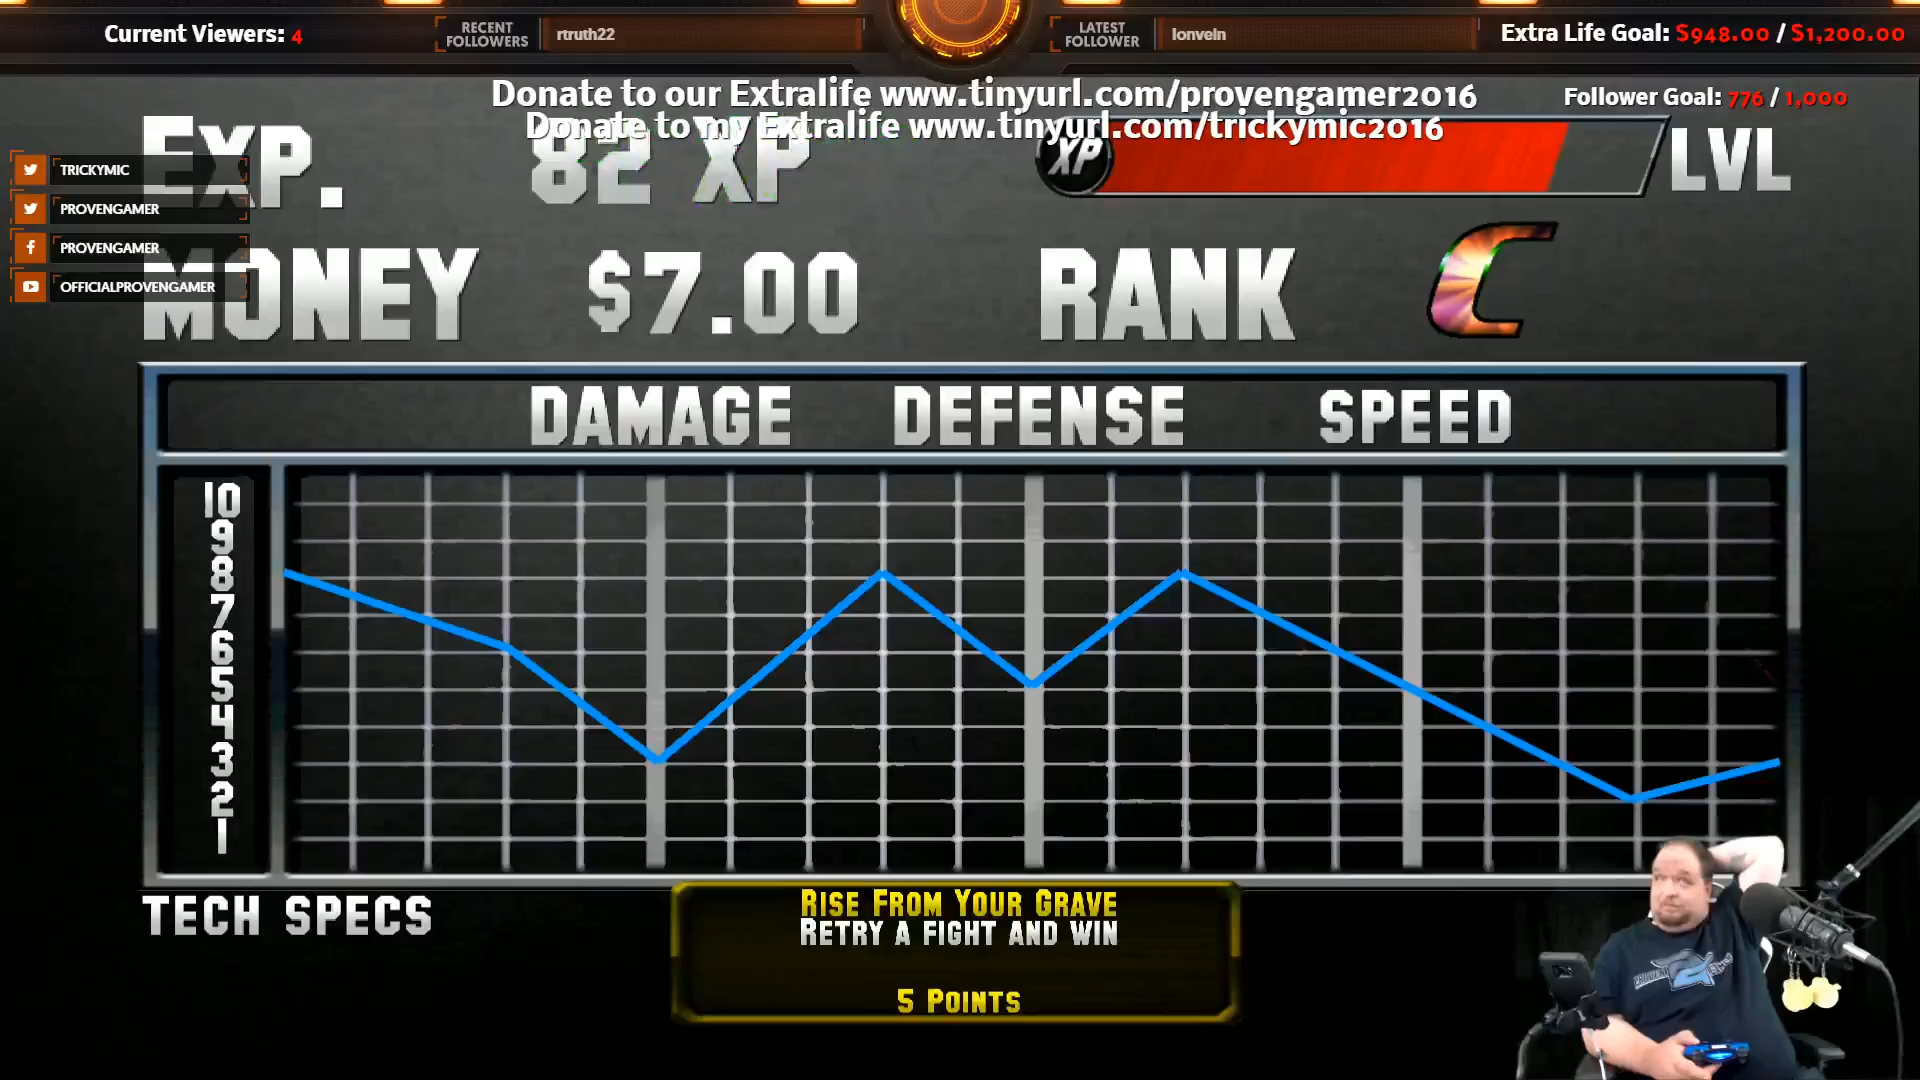 Current Viewers: 4
RECENT FOLLOWERS
rtruth22
LATEST FOLLOWER
lonvein
Extra Life Goal: $948.00 / $1,200.00
Donate to our Extralife www.tinyurl.com/provengamer2016
Follower Goal: 776 / 1,000
Donate to my Extralife www.tinyurl.com/trickymic2016
EXP.
82 XP
XP
LVL
TRICKYMIC
PROVENGAMER
PROVENGAMER
OFFICIALPROVENGAMER
MONEY
$7.00
RANK
C
DAMAGE DEFENSE SPEED
10
9
8
7
6
5
4
3
2
1
TECH SPECS
RISE FROM YOUR GRAVE
RETRY A FIGHT AND WIN
5 POINTS